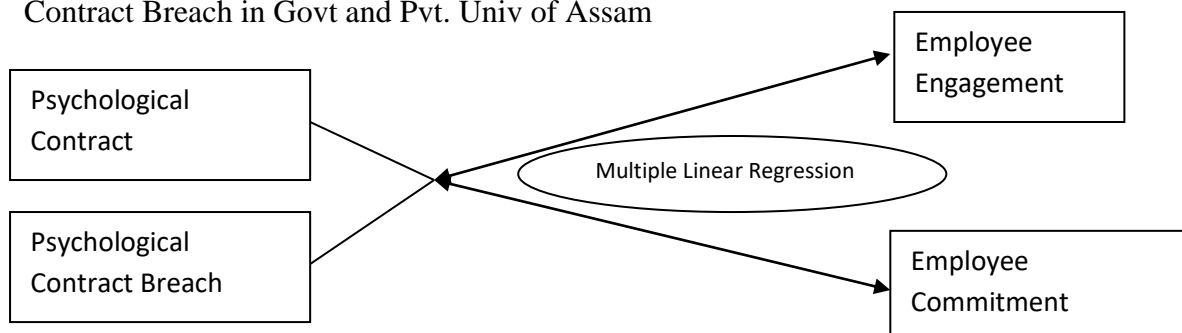 Contract Breach in Govt and Pvt. Univ of Assam
Psychological
Contract
Psychological
Contract Breach
Multiple Linear Regression
Employee
Engagement
Employee
Commitment